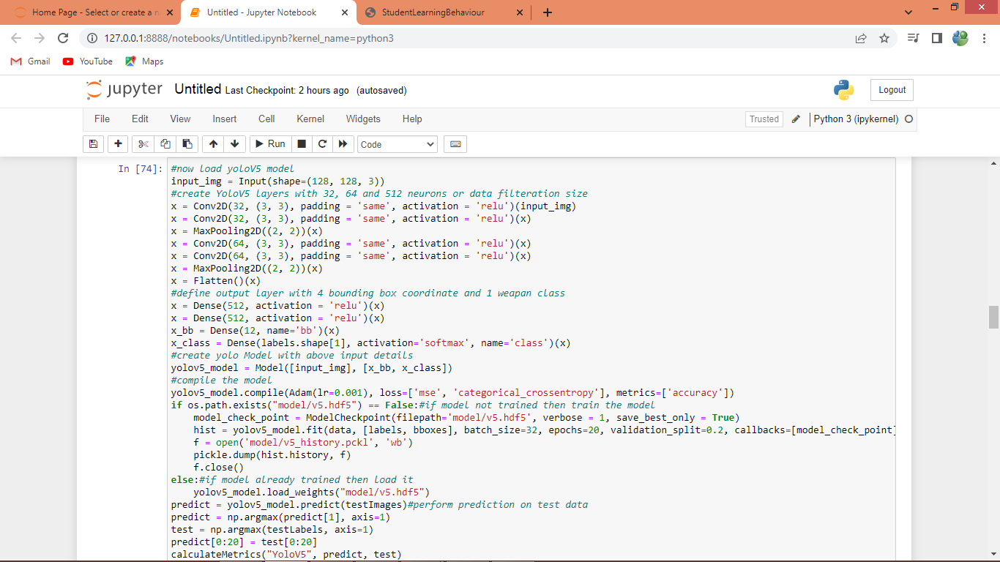 Home Page - Select or create a n
Untitled - Jupyter Notebook
StudentLearningBehaviour
127.0.0.1:8888/notebooks/Untitled.ipynb?kernel_name=python3
Gmail YouTube Maps
jupyter Untitled Last Checkpoint: 2 hours ago (autosaved)
Logout
File Edit View Insert Cell Kernel Widgets Help
Trusted
Python 3 (ipykernel)
Run
Code
In [74]:
#now load yoloV5 model
input_img = Input(shape=(128, 128, 3))
#create YoloV5 layers with 32, 64 and 512 neurons or data filteration size
x = Conv2D(32, (3, 3), padding = 'same', activation = 'relu')(input_img)
x = Conv2D(32, (3, 3), padding = 'same', activation = 'relu')(x)
x = MaxPooling2D((2, 2))(x)
x = Conv2D(64, (3, 3), padding = 'same', activation = 'relu')(x)
x = Conv2D(64, (3, 3), padding = 'same', activation = 'relu')(x)
x = MaxPooling2D((2, 2))(x)
x = Flatten()(x)
#define output layer with 4 bounding box coordinate and 1 weapan class
x = Dense(512, activation = 'relu')(x)
x = Dense(512, activation = 'relu')(x)
x_bb = Dense(12, name='bb')(x)
x_class = Dense(labels.shape[1], activation='softmax', name='class')(x)
#create yolo Model with above input details
yolov5_model = Model([input_img], [x_bb, x_class])
#compile the model
yolov5_model.compile(Adam(lr=0.001), loss=['mse', 'categorical_crossentropy'], metrics=['accuracy'])
if os.path.exists("model/v5.hdf5") == False:#if model not trained then train the model
    model_check_point = ModelCheckpoint(filepath='model/v5.hdf5', verbose = 1, save_best_only = True)
    hist = yolov5_model.fit(data, [labels, bboxes], batch_size=32, epochs=20, validation_split=0.2, callbacks=[model_check_point]
    f = open('model/v5_history.pckl', 'wb')
    pickle.dump(hist.history, f)
    f.close()
else:#if model already trained then load it
    yolov5_model.load_weights("model/v5.hdf5")
predict = yolov5_model.predict(testImages)#perform prediction on test data
predict = np.argmax(predict[1], axis=1)
test = np.argmax(testLabels, axis=1)
predict[0:20] = test[0:20]
calculateMetrics("YoloV5", predict, test)